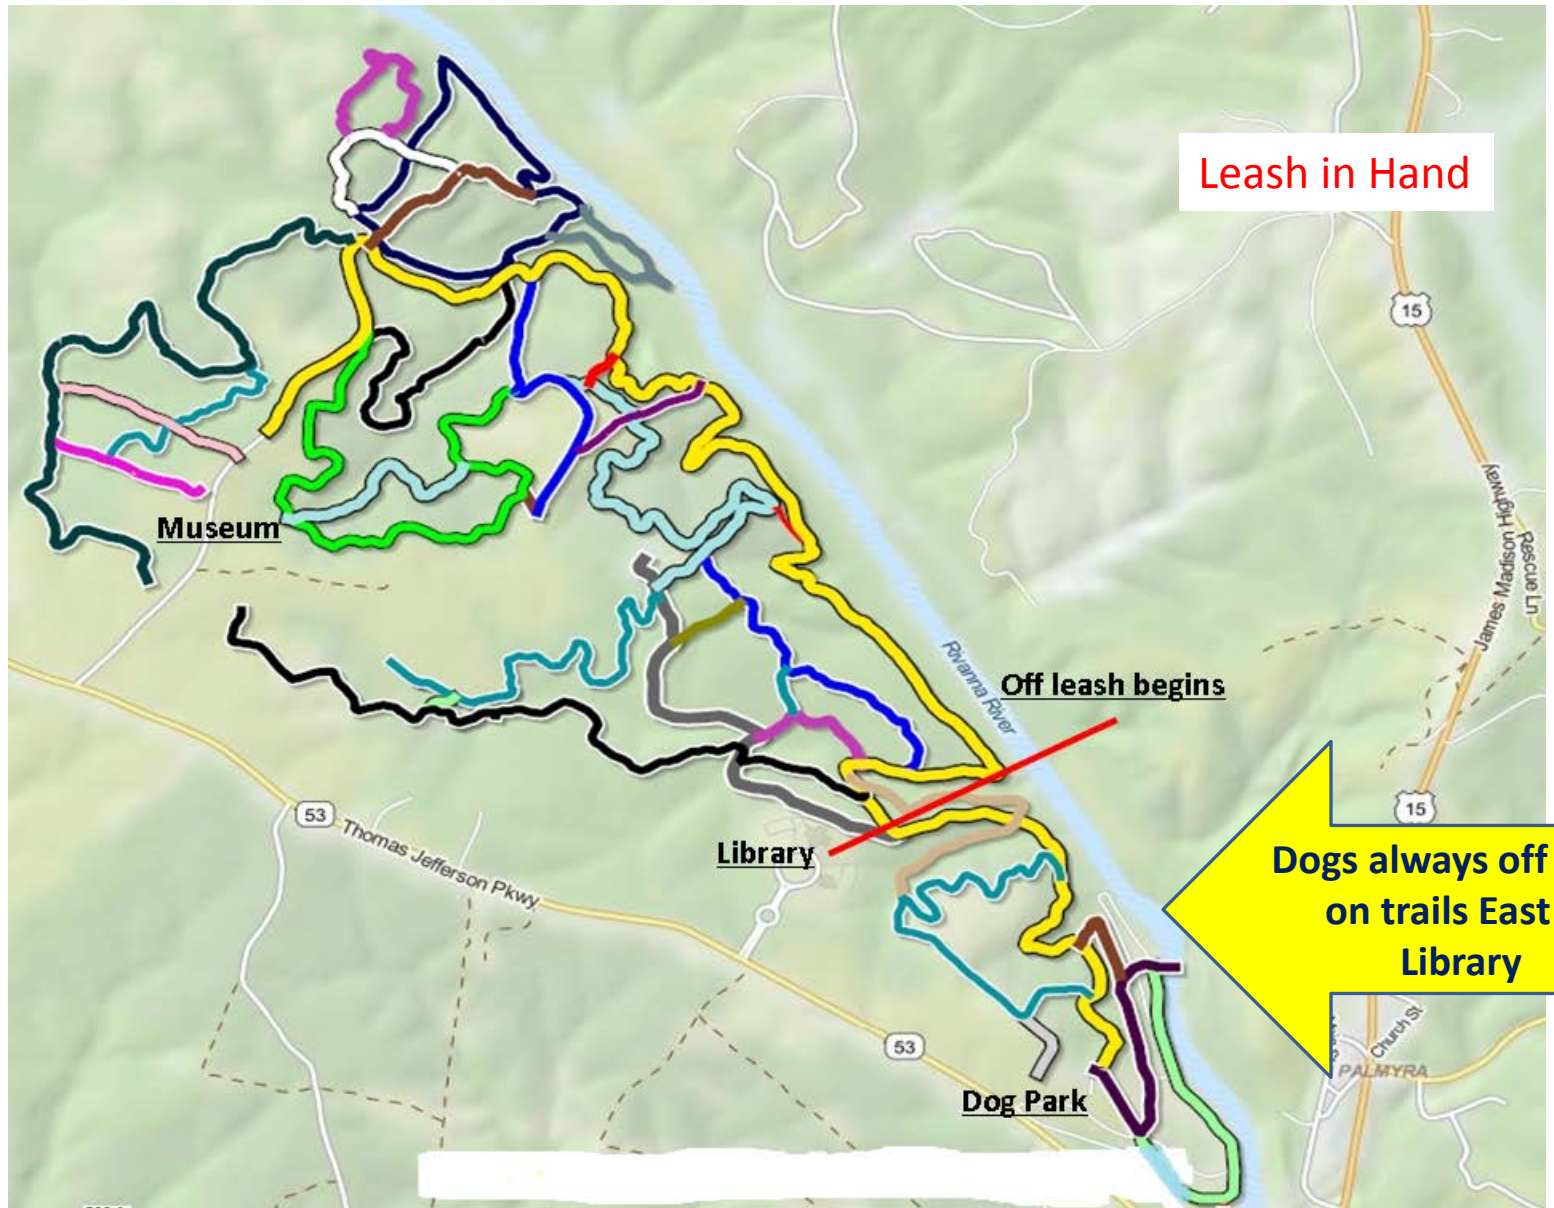 Leash in Hand
15
James Madison Highway
Rescue Ln
Museum
Rivanna River
Off leash begins
15
53
Thomas Jefferson Pkwy
Library
Dogs always off
on trails East
Library
53
Church St
PALMYRA
Dog Park